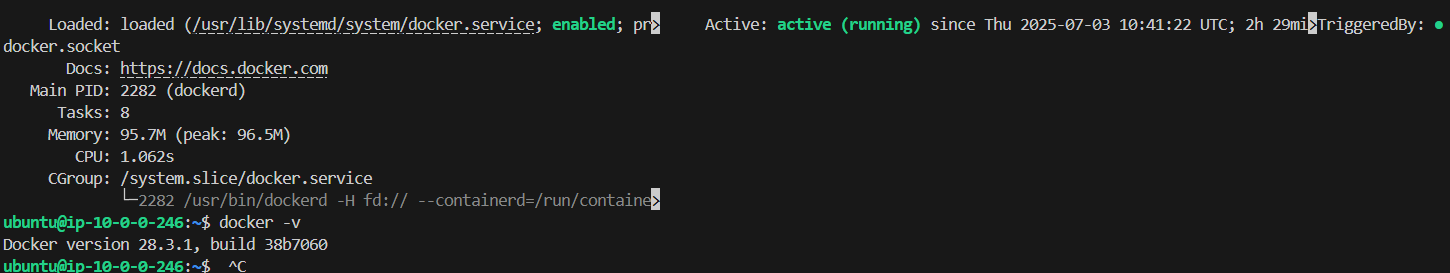 Loaded: loaded (/usr/lib/systemd/system/docker.service; enabled; pr>     Active: active (running) since Thu 2025-07-03 10:41:22 UTC; 2h 29mi>TriggeredBy: ●
docker.socket
Docs: https://docs.docker.com
Main PID: 2282 (dockerd)
Tasks: 8
Memory: 95.7M (peak: 96.5M)
CPU: 1.062s
CGroup: /system.slice/docker.service
└─2282 /usr/bin/dockerd -H fd:// --containerd=/run/containe>
ubuntu@ip-10-0-0-246:~$ docker -v
Docker version 28.3.1, build 38b7060
ubuntu@ip-10-0-0-246:~$  ^C